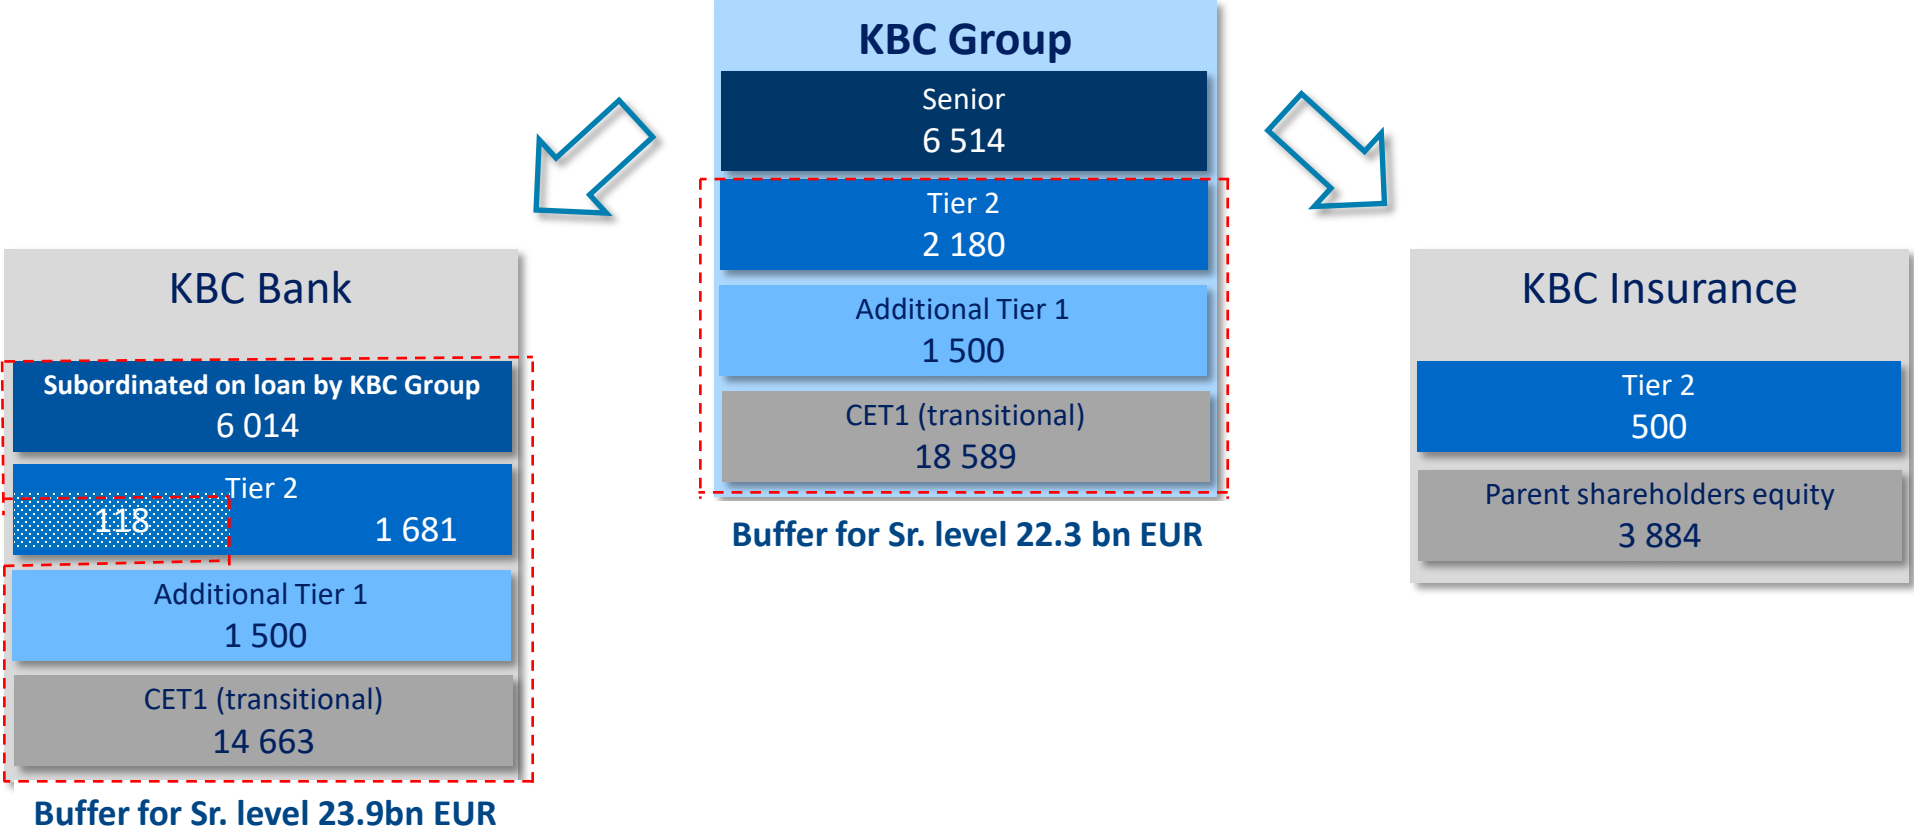 KBC Group
Senior
6 514
Tier 2
2 180
Additional Tier 1
1 500
CET1 (transitional)
18 589
Buffer for Sr. level 22.3 bn EUR
KBC Bank
Subordinated on loan by KBC Group
6 014
Tier 2
118
1 681
Additional Tier 1
1 500
CET1 (transitional)
14 663
Buffer for Sr. level 23.9bn EUR
KBC Insurance
Tier 2
500
Parent shareholders equity
3 884